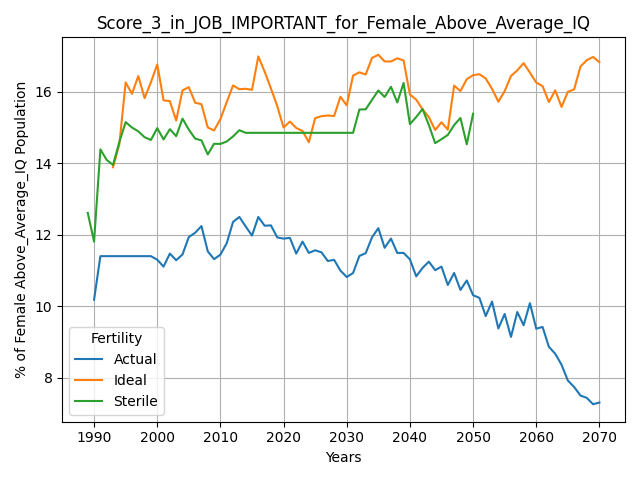 Score_3_in_JOB_IMPORTANT_for_Female_Above_Average_IQ
% of Female Above_Average_IQ Population
16
14
12
10
8
Fertility
Actual
Ideal
Sterile
1990 2000 2010 2020 2030 2040 2050 2060 2070
Years